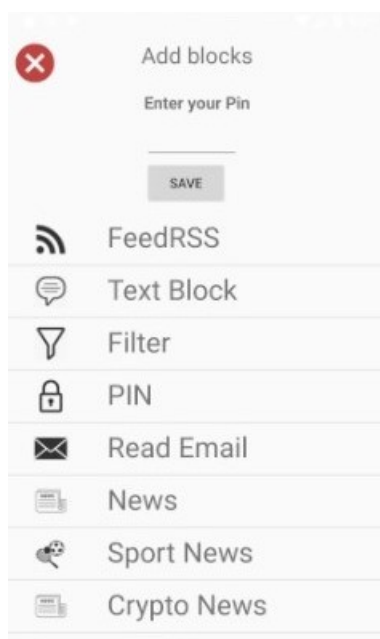 Add blocks
Enter your Pin
SAVE
FeedRSS
Text Block
Filter
PIN
Read Email
News
Sport News
Crypto News